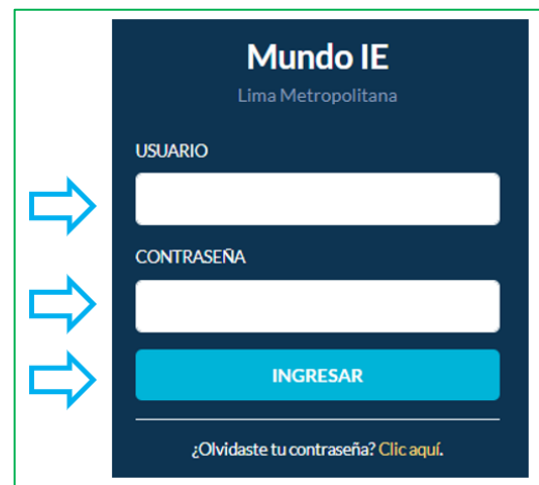 Mundo IE
Lima Metropolitana
USUARIO
CONTRASEÑA
INGRESAR
¿Olvidaste tu contraseña? Clic aquí.